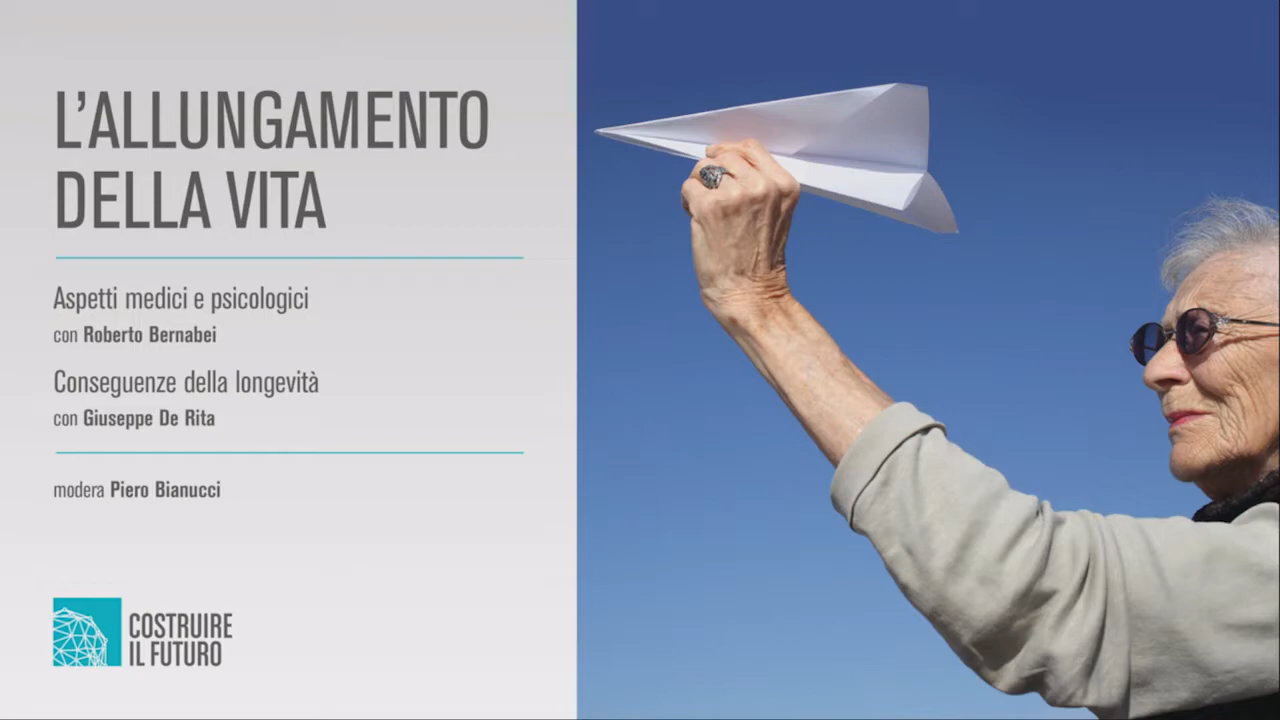 L’ALLUNGAMENTO
DELLA VITA
Aspetti medici e psicologici
con Roberto Bernabei
Conseguenze della longevità
con Giuseppe De Rita
modera Piero Bianucci
COSTRUIRE
IL FUTURO